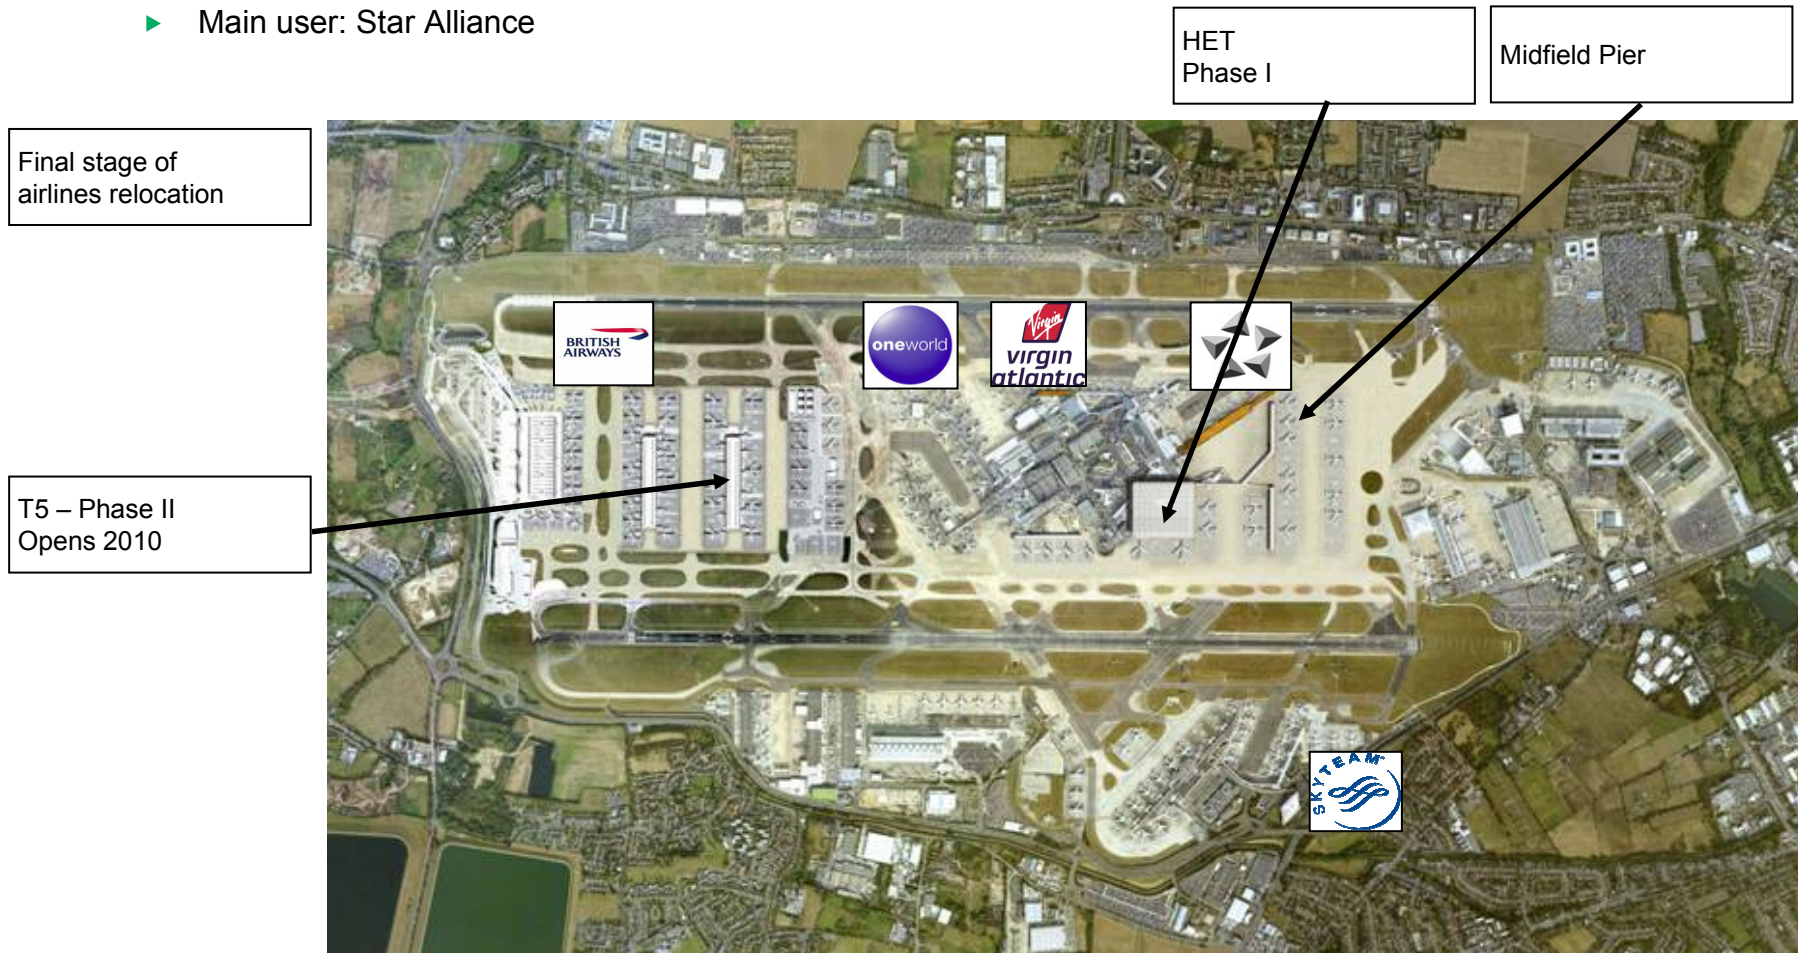 Main user: Star Alliance
HET
Phase I
Midfield Pier
Final stage of
airlines relocation
BRITISH
AIRWAYS
oneworld
Virgin
virgin
atlantic
T5 – Phase II
Opens 2010
SKYTEAM